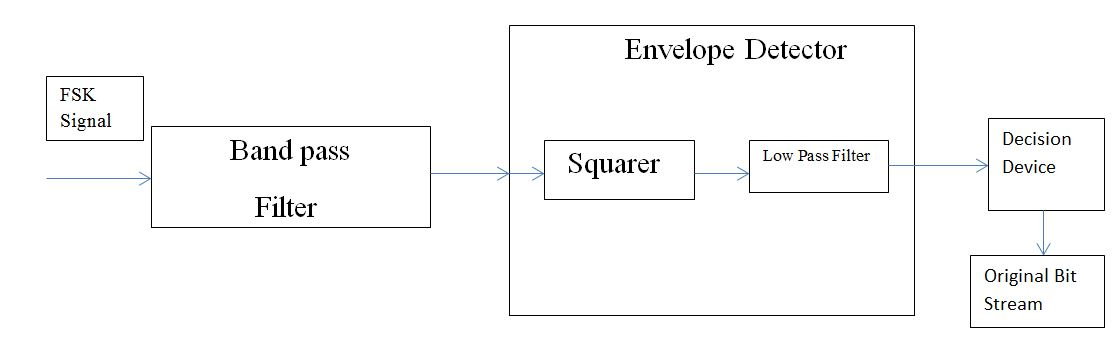 FSK
Signal
Band pass
Filter
Envelope Detector
Squarer
Low Pass Filter
Decision
Device
Original Bit
Stream